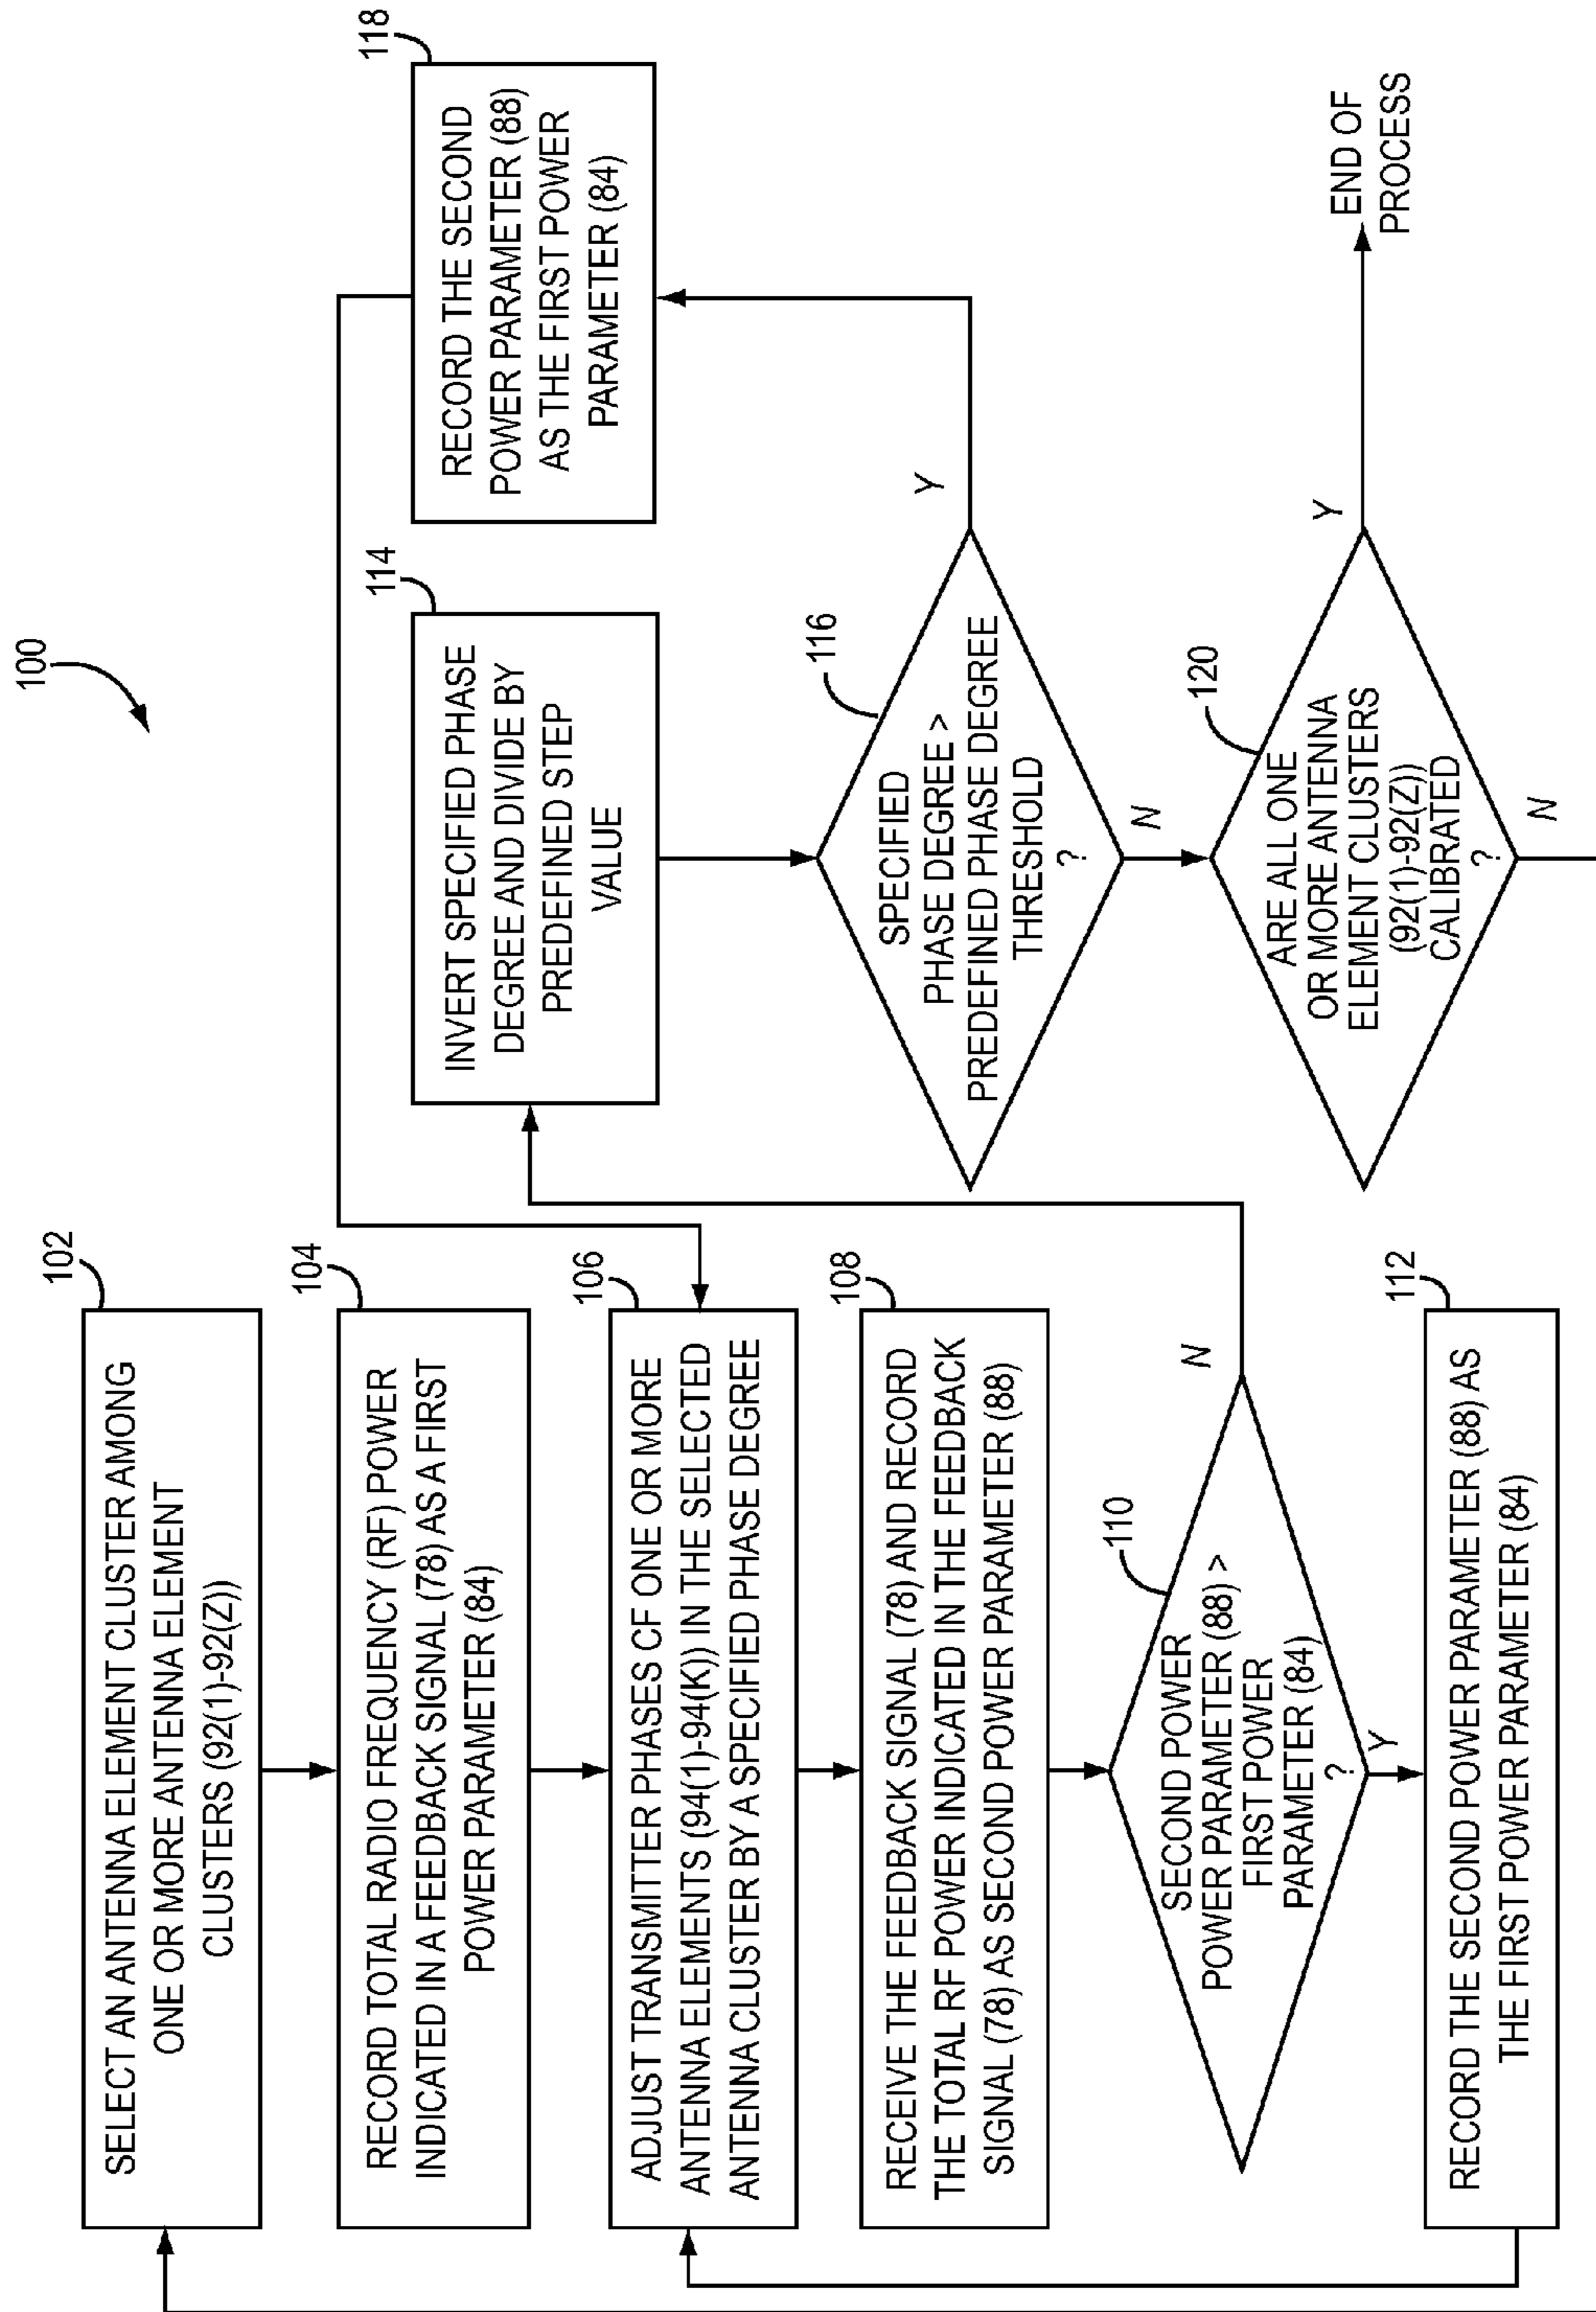 100
102
SELECT AN ANTENNA ELEMENT CLUSTER AMONG
ONE OR MORE ANTENNA ELEMENT
CLUSTERS (92(1)-92(Z))
104
RECORD TOTAL RADIO FREQUENCY (RF) POWER
INDICATED IN A FEEDBACK SIGNAL (78) AS A FIRST
POWER PARAMETER (84)
106
ADJUST TRANSMITTER PHASES CF ONE OR MORE
ANTENNA ELEMENTS (94(1)-94(K)) IN THE SELECTED
ANTENNA CLUSTER BY A SPECIFIED PHASE DEGREE
108
RECEIVE THE FEEDBACK SIGNAL (78) AND RECORD
THE TOTAL RF POWER INDICATED IN THE FEEDBACK
SIGNAL (78) AS SECOND POWER PARAMETER (88)
110
SECOND POWER
POWER PARAMETER (88) >
FIRST POWER
PARAMETER (84)
?
N
Y
112
RECORD THE SECOND POWER PARAMETER (88) AS
THE FIRST POWER PARAMETER (84)
114
INVERT SPECIFIED PHASE
DEGREE AND DIVIDE BY
PREDEFINED STEP
VALUE
116
SPECIFIED
PHASE DEGREE >
PREDEFINED PHASE DEGREE
THRESHOLD
?
Y
N
118
RECORD THE SECOND
POWER PARAMETER (88)
AS THE FIRST POWER
PARAMETER (84)
120
ARE ALL ONE
OR MORE ANTENNA
ELEMENT CLUSTERS
(92(1)-92(Z))
CALIBRATED
?
Y
N
END OF
PROCESS